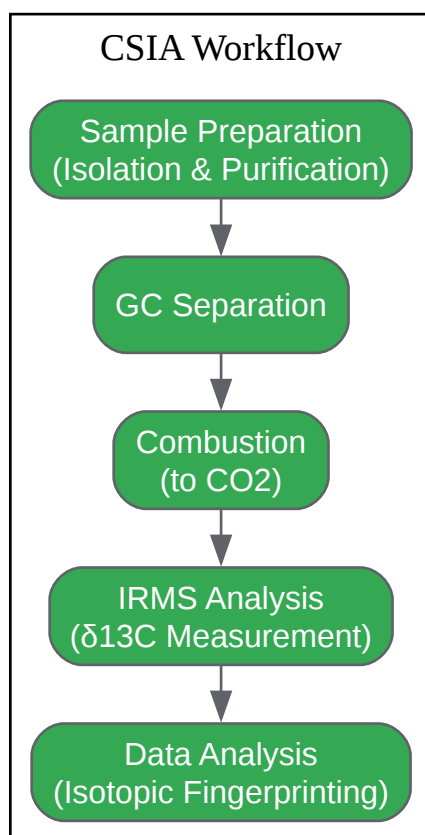 CSIA Workflow
Sample Preparation
(Isolation & Purification)
GC Separation
Combustion
(to CO2)
IRMS Analysis
(δ13C Measurement)
Data Analysis
(Isotopic Fingerprinting)